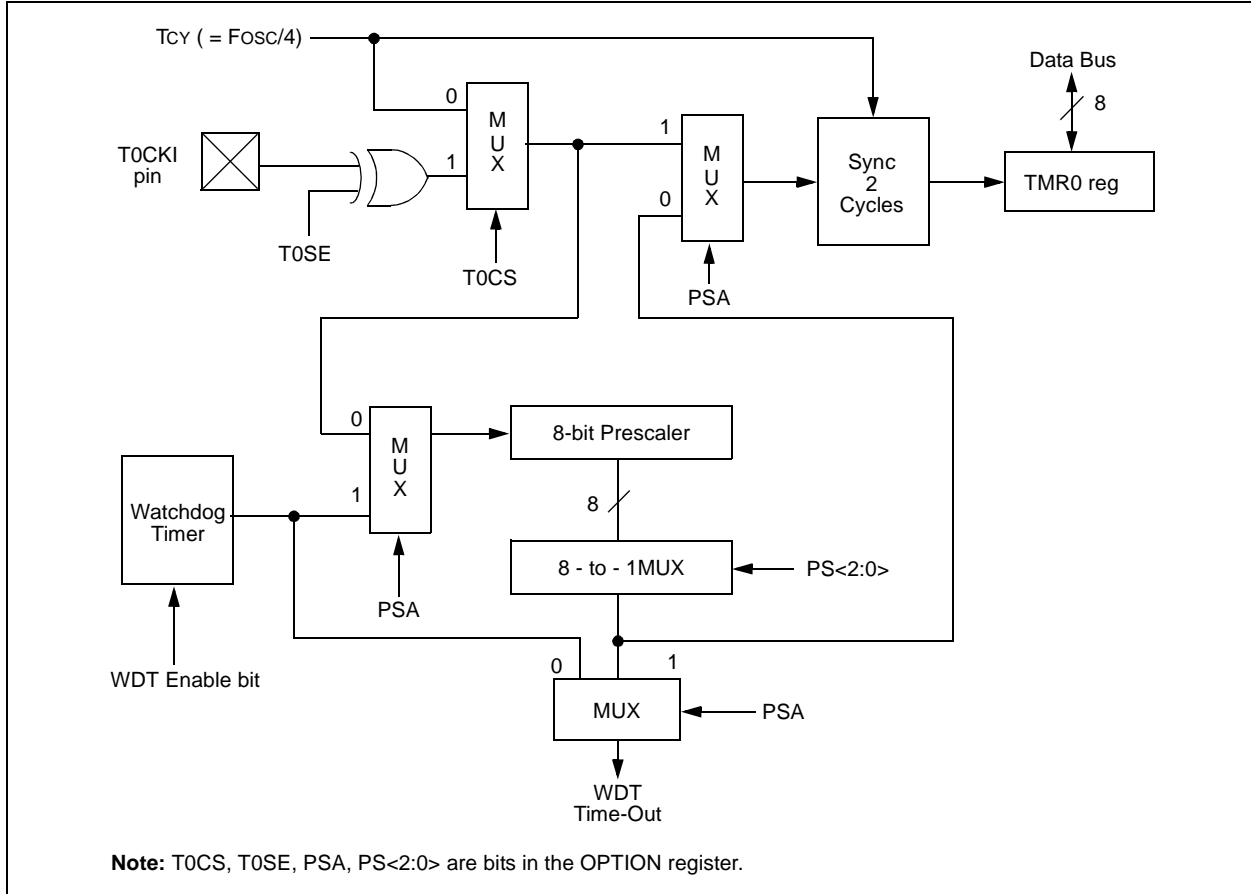 TCY ( = FOSC/4)
Data Bus
8
0
M
U
X
1
T0CKI
pin
T0SE
T0CS
1
M
U
X
0
PSA
Sync
2
Cycles
TMR0 reg
0
M
U
X
1
PSA
8-bit Prescaler
8
Watchdog
Timer
8 - to - 1MUX
PS<2:0>
WDT Enable bit
0
1
MUX
PSA
WDT
Time-Out
Note: T0CS, T0SE, PSA, PS<2:0> are bits in the OPTION register.